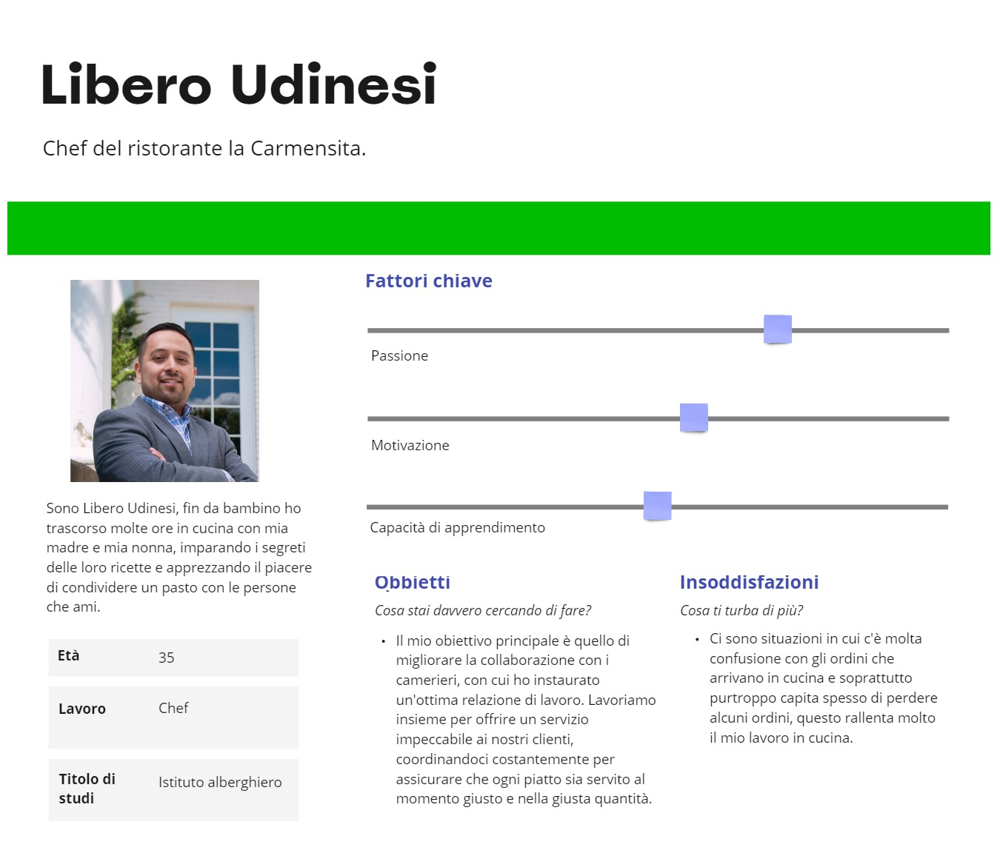 Libero Udinesi
Chef del ristorante la Carmensita.
Fattori chiave
Passione
Motivazione
Capacità di apprendimento
Sono Libero Udinesi, fin da bambino ho
trascorso molte ore in cucina con mia
madre e mia nonna, imparando i segreti
delle loro ricette e apprezzando il piacere
di condividere un pasto con le persone
che ami.
Età 35
Lavoro Chef
Titolo di
studi
Istituto alberghiero
Obbietti
Cosa stai davvero cercando di fare?
• Il mio obiettivo principale è quello di
migliorare la collaborazione con i
camerieri, con cui ho instaurato
un'ottima relazione di lavoro. Lavoriamo
insieme per offrire un servizio
impeccabile ai nostri clienti,
coordinandoci costantemente per
assicurare che ogni piatto sia servito al
momento giusto e nella giusta quantità.
Insoddisfazioni
Cosa ti turba di più?
• Ci sono situazioni in cui c'è molta
confusione con gli ordini che
arrivano in cucina e soprattutto
purtroppo capita spesso di perdere
alcuni ordini, questo rallenta molto
il mio lavoro in cucina.